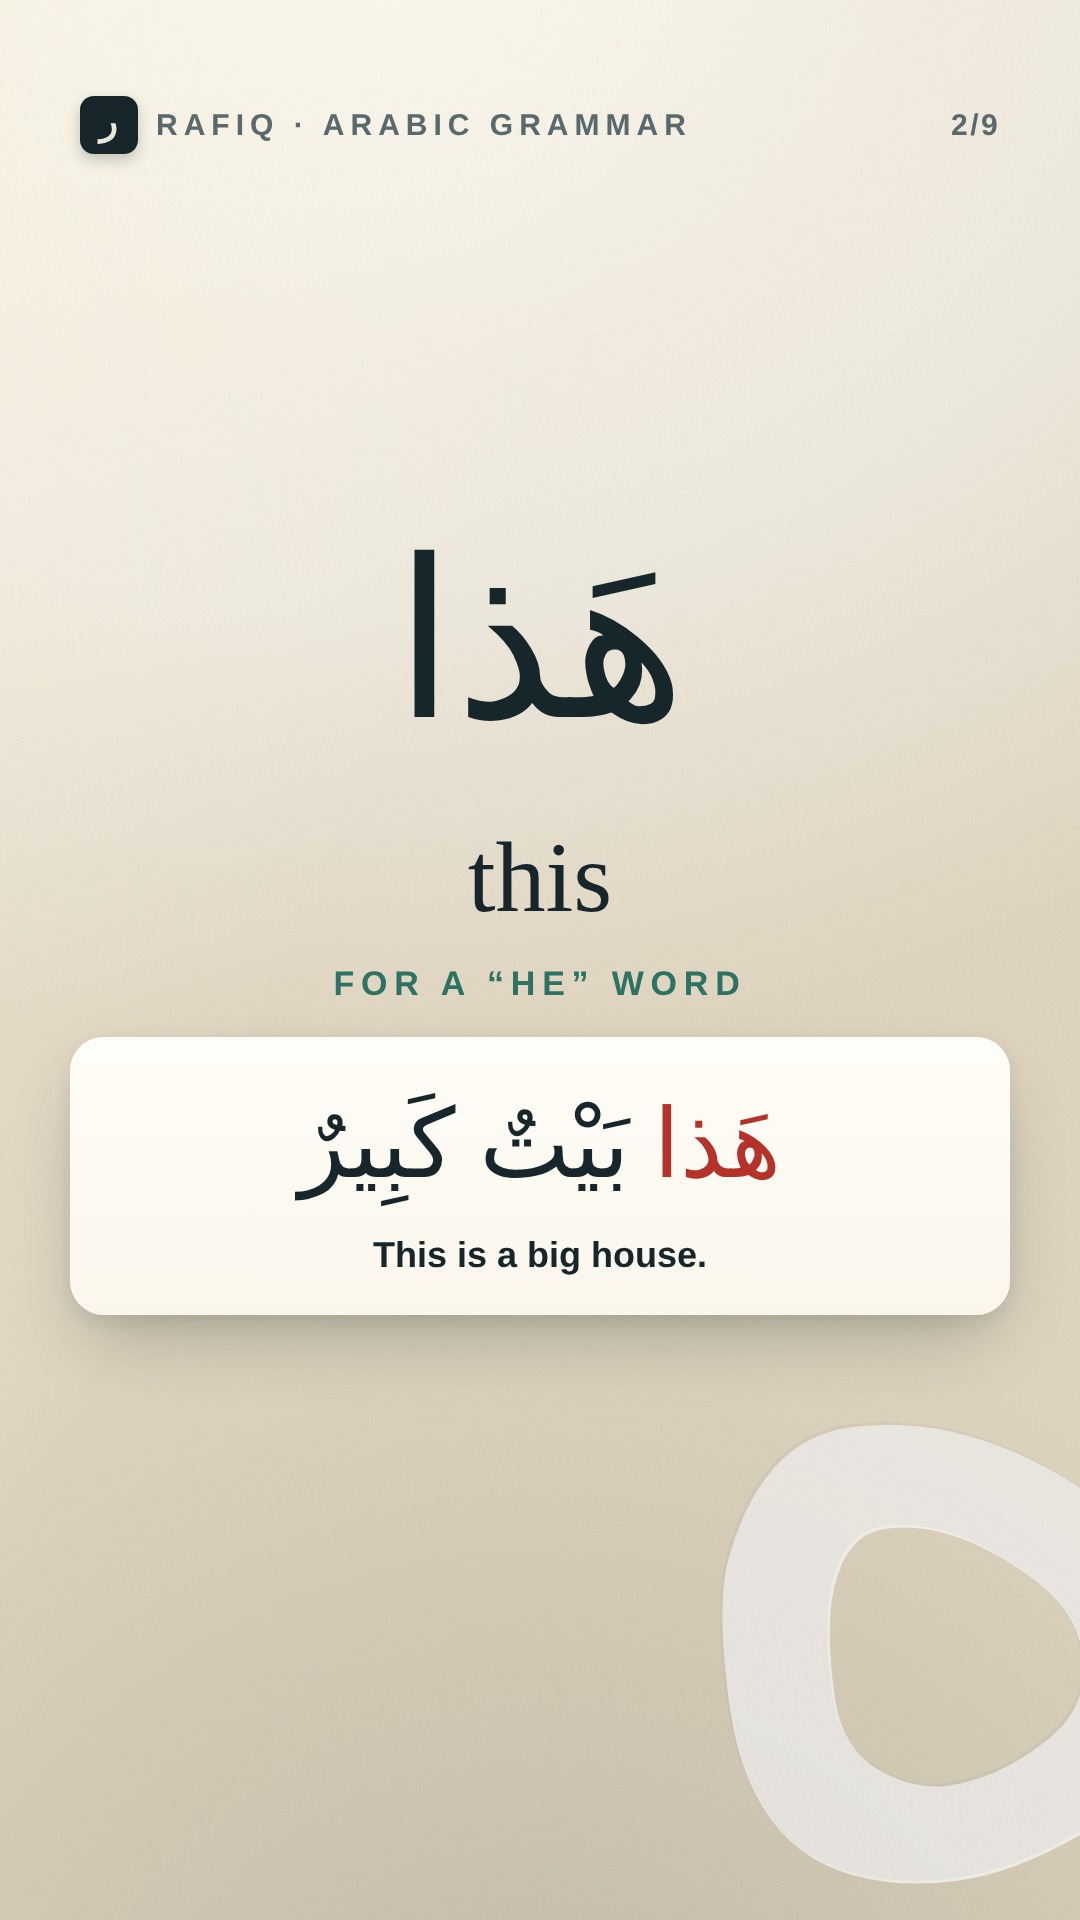 ر RAFIQ · ARABIC GRAMMAR 2/9
هَذا
this
FOR A “HE” WORD
هَذا بَيْتٌ كَبِيرٌ
This is a big house.
ه